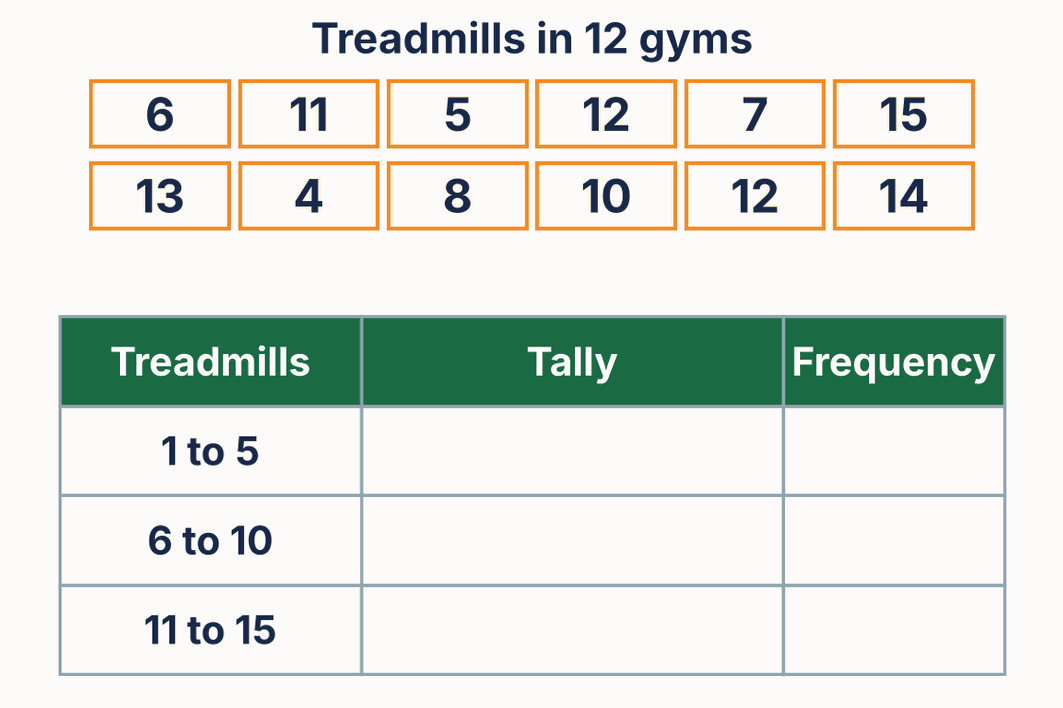 Treadmills in 12 gyms
6 11 5 12 7 15
13 4 8 10 12 14
Treadmills Tally Frequency
1 to 5
6 to 10
11 to 15